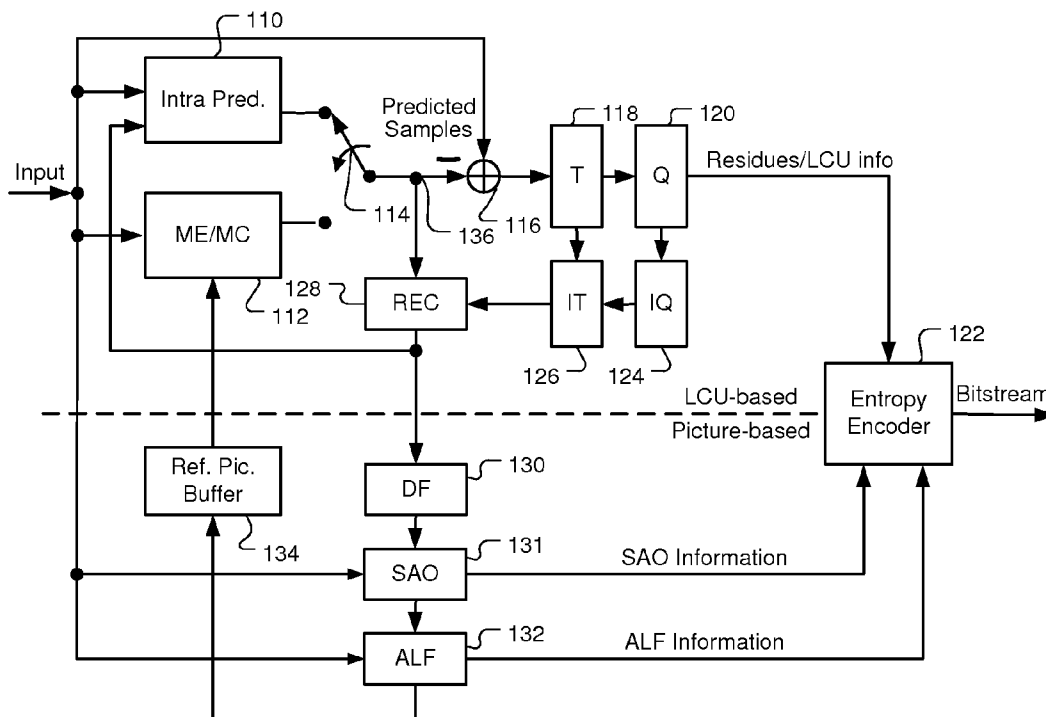 110
Intra Pred.
Predicted
Samples
118
120
Input
T
Q
Residues/LCU info
114
136
116
ME/MC
128
112
REC
IT
IQ
126
124
122
LCU-based
Picture-based
Entropy
Encoder
Bitstream
Ref. Pic.
Buffer
134
130
DF
131
SAO
SAO Information
132
ALF
ALF Information